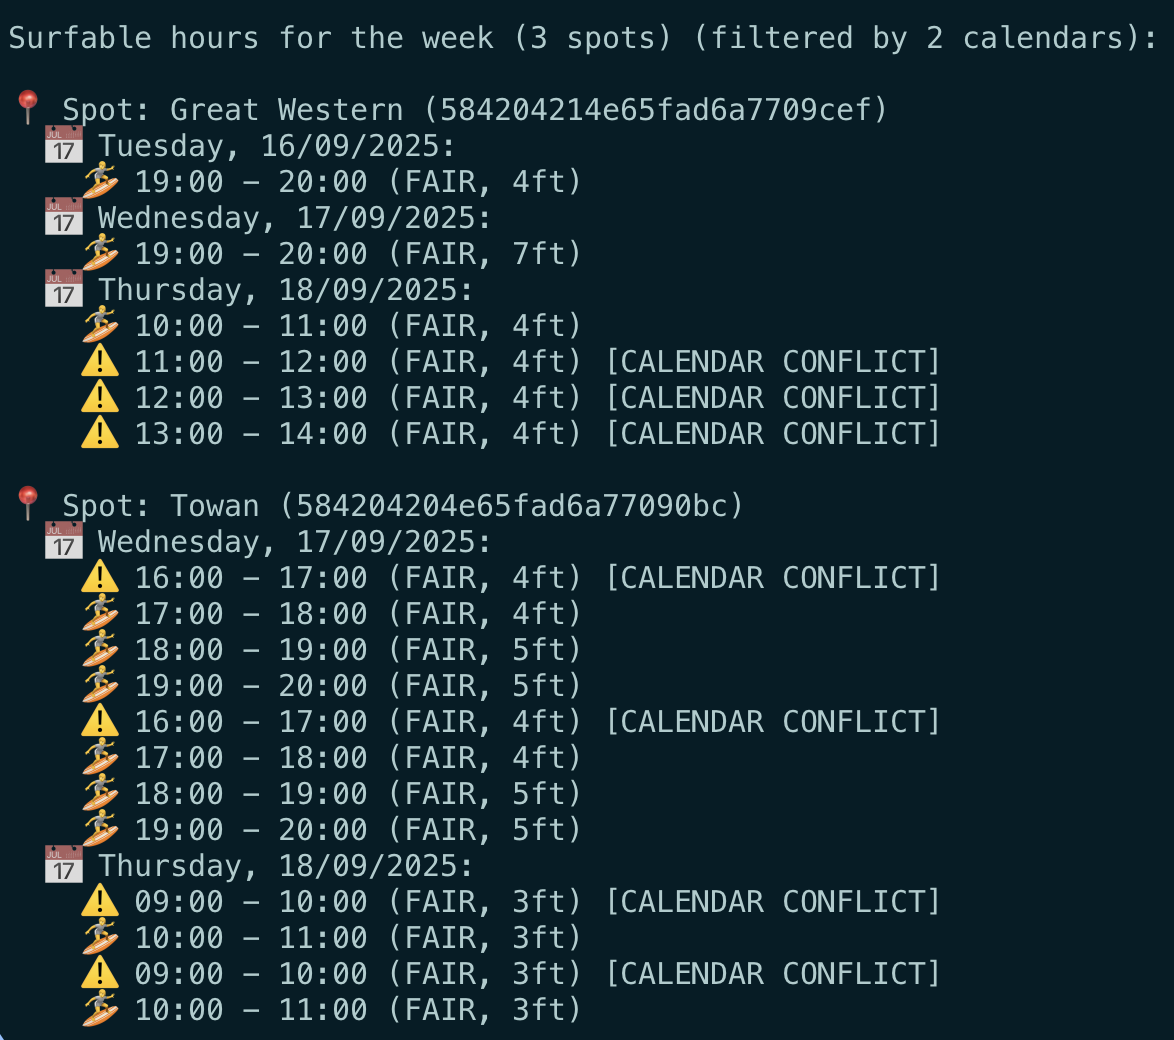 Surfable hours for the week (3 spots) (filtered by 2 calendars):
📍 Spot: Great Western (584204214e65fad6a7709cef)
📅 Tuesday, 16/09/2025:
🏄 19:00 – 20:00 (FAIR, 4ft)
📅 Wednesday, 17/09/2025:
🏄 19:00 – 20:00 (FAIR, 7ft)
📅 Thursday, 18/09/2025:
🏄 10:00 – 11:00 (FAIR, 4ft)
⚠️ 11:00 – 12:00 (FAIR, 4ft) [CALENDAR CONFLICT]
⚠️ 12:00 – 13:00 (FAIR, 4ft) [CALENDAR CONFLICT]
⚠️ 13:00 – 14:00 (FAIR, 4ft) [CALENDAR CONFLICT]
📍 Spot: Towan (584204204e65fad6a77090bc)
📅 Wednesday, 17/09/2025:
⚠️ 16:00 – 17:00 (FAIR, 4ft) [CALENDAR CONFLICT]
🏄 17:00 – 18:00 (FAIR, 4ft)
🏄 18:00 – 19:00 (FAIR, 5ft)
🏄 19:00 – 20:00 (FAIR, 5ft)
⚠️ 16:00 – 17:00 (FAIR, 4ft) [CALENDAR CONFLICT]
🏄 17:00 – 18:00 (FAIR, 4ft)
🏄 18:00 – 19:00 (FAIR, 5ft)
🏄 19:00 – 20:00 (FAIR, 5ft)
📅 Thursday, 18/09/2025:
⚠️ 09:00 – 10:00 (FAIR, 3ft) [CALENDAR CONFLICT]
🏄 10:00 – 11:00 (FAIR, 3ft)
⚠️ 09:00 – 10:00 (FAIR, 3ft) [CALENDAR CONFLICT]
🏄 10:00 – 11:00 (FAIR, 3ft)